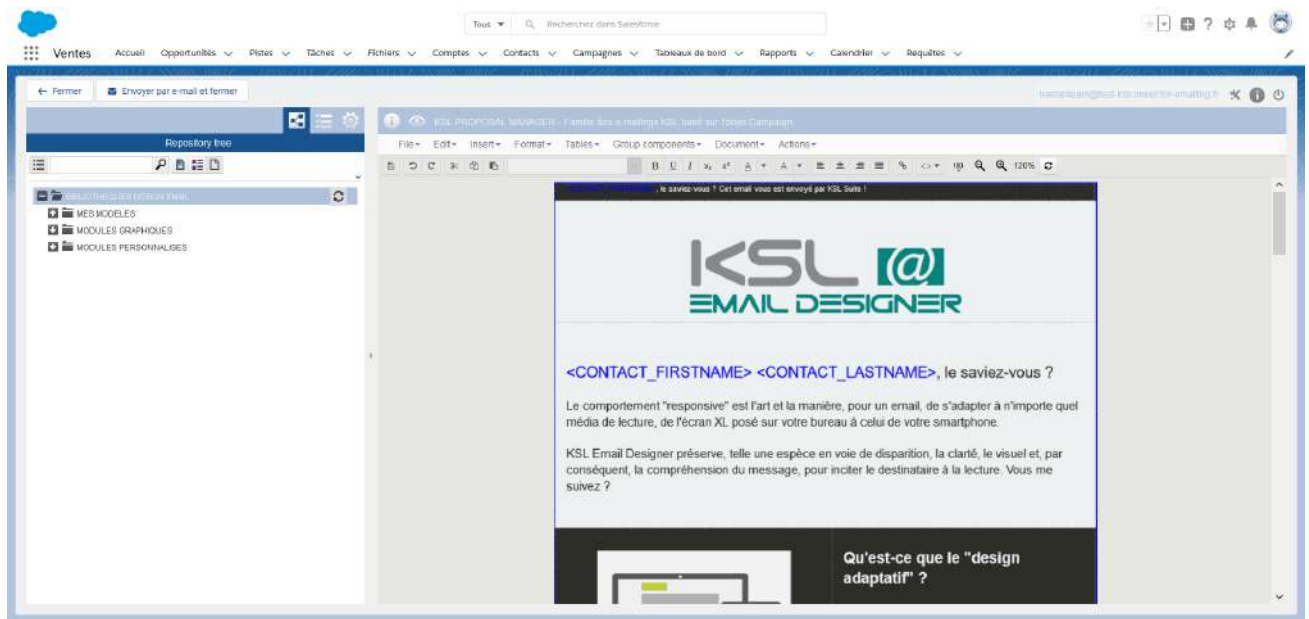 Tous Recherchez dans Salesforce
Ventes Accueil Opportunités Pistes Tâches Fichiers Comptes Contacts Campagnes Tableaux de bord Rapports Calendrier Requêtes
Fermer Envoyer par e-mail et fermer
KSL PROPOSAL MANAGER - Famille des e-mailings KSL basé sur l'objet Campaign
Repository tree
File Edit Insert Format Tables Group components Document Actions
B U I x₂ x² A A 120%
BIBLIOTHEQUES DESIGN EMAIL
MES MODELES
MODULES GRAPHIQUES
MODULES PERSONNALISES
, le saviez-vous ? Cet email vous est envoyé par KSL Suite !
KSL @
EMAIL DESIGNER
<CONTACT_FIRSTNAME> <CONTACT_LASTNAME>, le saviez-vous ?
Le comportement "responsive" est l'art et la manière, pour un email, de s'adapter à n'importe quel
média de lecture, de l'écran XL posé sur votre bureau à celui de votre smartphone.
KSL Email Designer préserve, telle une espèce en voie de disparition, la clarté, le visuel et, par
conséquent, la compréhension du message, pour inciter le destinataire à la lecture. Vous me
suivez ?
Qu'est-ce que le "design
adaptatif" ?